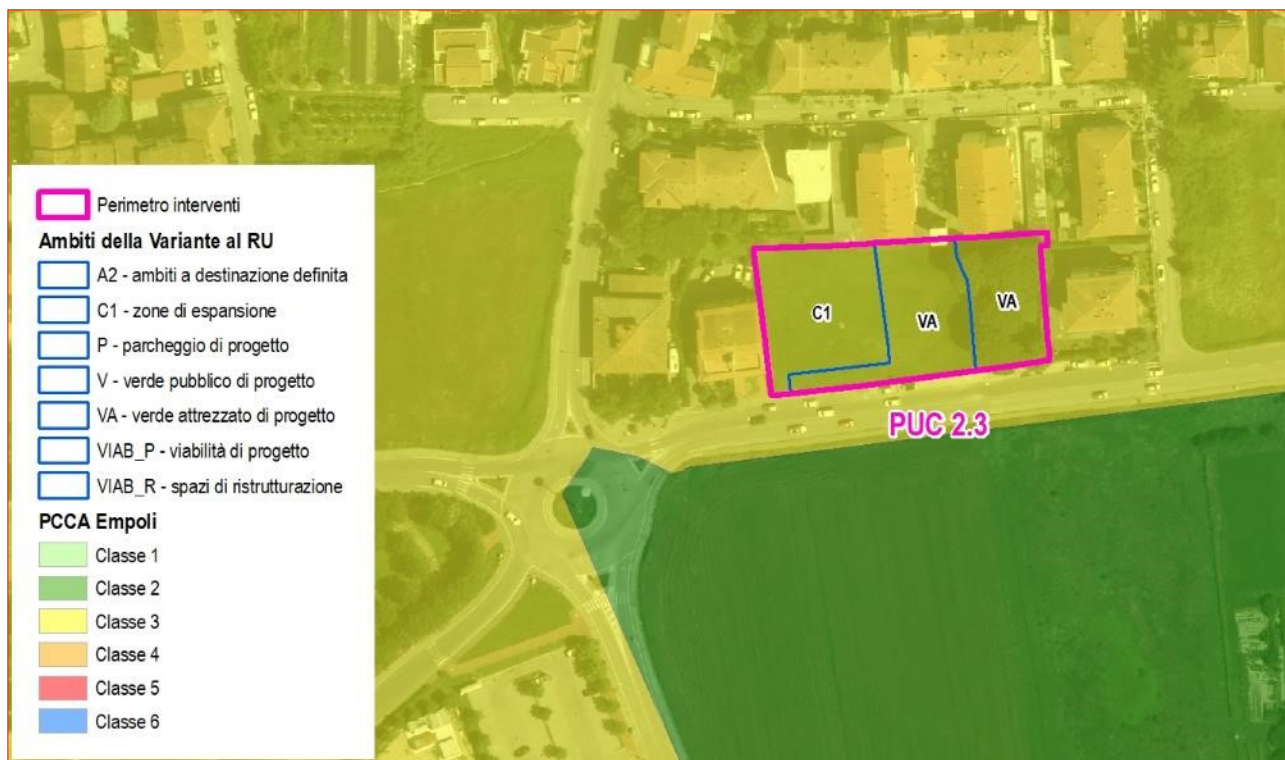 Perimetro interventi
Ambiti della Variante al RU
A2 - ambiti a destinazione definita
C1 - zone di espansione
P - parcheggio di progetto
V - verde pubblico di progetto
VA - verde attrezzato di progetto
VIAB_P - viabilità di progetto
VIAB_R - spazi di ristrutturazione
PCCA Empoli
Classe 1
Classe 2
Classe 3
Classe 4
Classe 5
Classe 6
C1
VA
VA
PUC 2.3